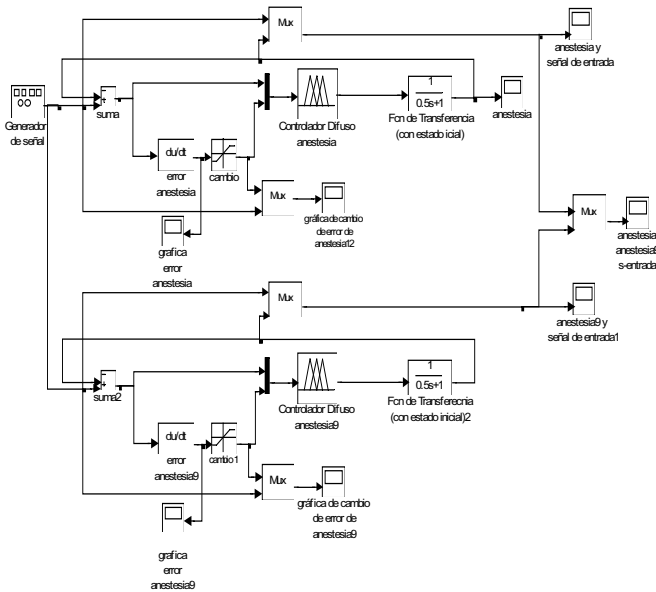 Mux
anestesia y
señal de entrada
Generador
de señal
suma
du/dt
error
anestesia
cambio
Controlador Difuso
anestesia
1
0.5s+1
Fcn de Transferencia
(con estado icial)
anestesia
Mux
gráfica de cambio
de error de
anestesia12
grafica
error
anestesia
Mux
anestesia
anestesia9
s-entrada
Mux
anestesia9 y
señal de entrada1
suma2
du/dt
error
anestesia9
cambio1
Controlador Difuso
anestesia9
1
0.5s+1
Fcn de Transferecnia
(con estado inicial)2
Mux
gráfica de cambio
de error de
anestesia9
grafica
error
anestesia9